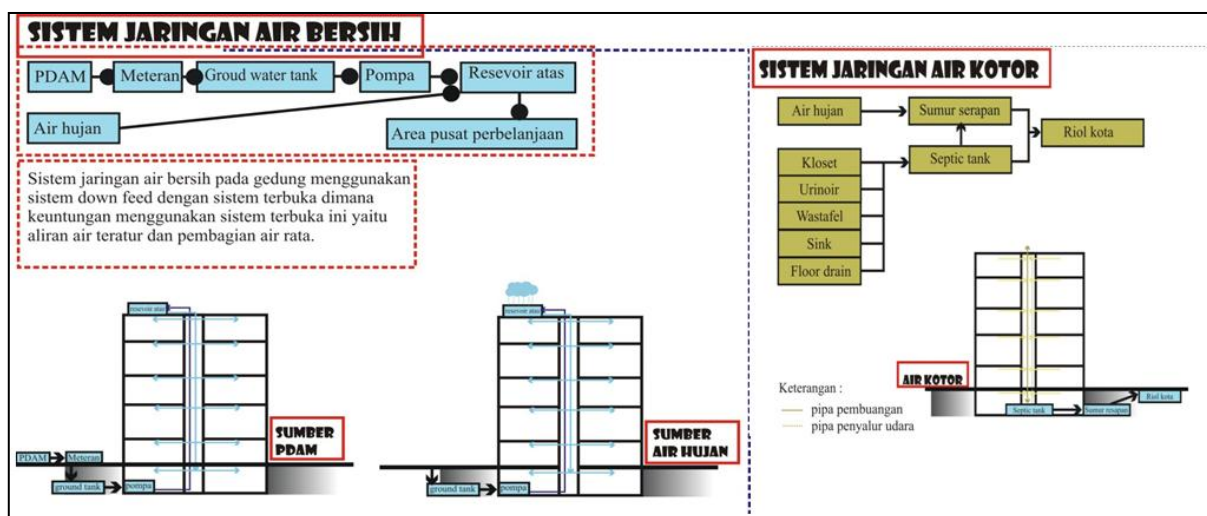 SISTEM JARINGAN AIR BERSIH
PDAM
Meteran
Groud water tank
Pompa
Resevoir atas
Air hujan
Area pusat perbelanjaan
Sistem jaringan air bersih pada gedung menggunakan
sistem down feed dengan sistem terbuka dimana
keuntungan menggunakan sistem terbuka ini yaitu
aliran air teratur dan pembagian air rata.
resevoir atas
SUMBER
PDAM
PDAM
Meteran
ground tank
pompa
resevoir atas
SUMBER
AIR HUJAN
ground tank
pompa
SISTEM JARINGAN AIR KOTOR
Air hujan
Sumur serapan
Riol kota
Kloset
Septic tank
Urinoir
Wastafel
Sink
Floor drain
AIR KOTOR
Keterangan :
pipa pembuangan
pipa penyalur udara
Septic tank
Sumur resapan
Riol kota